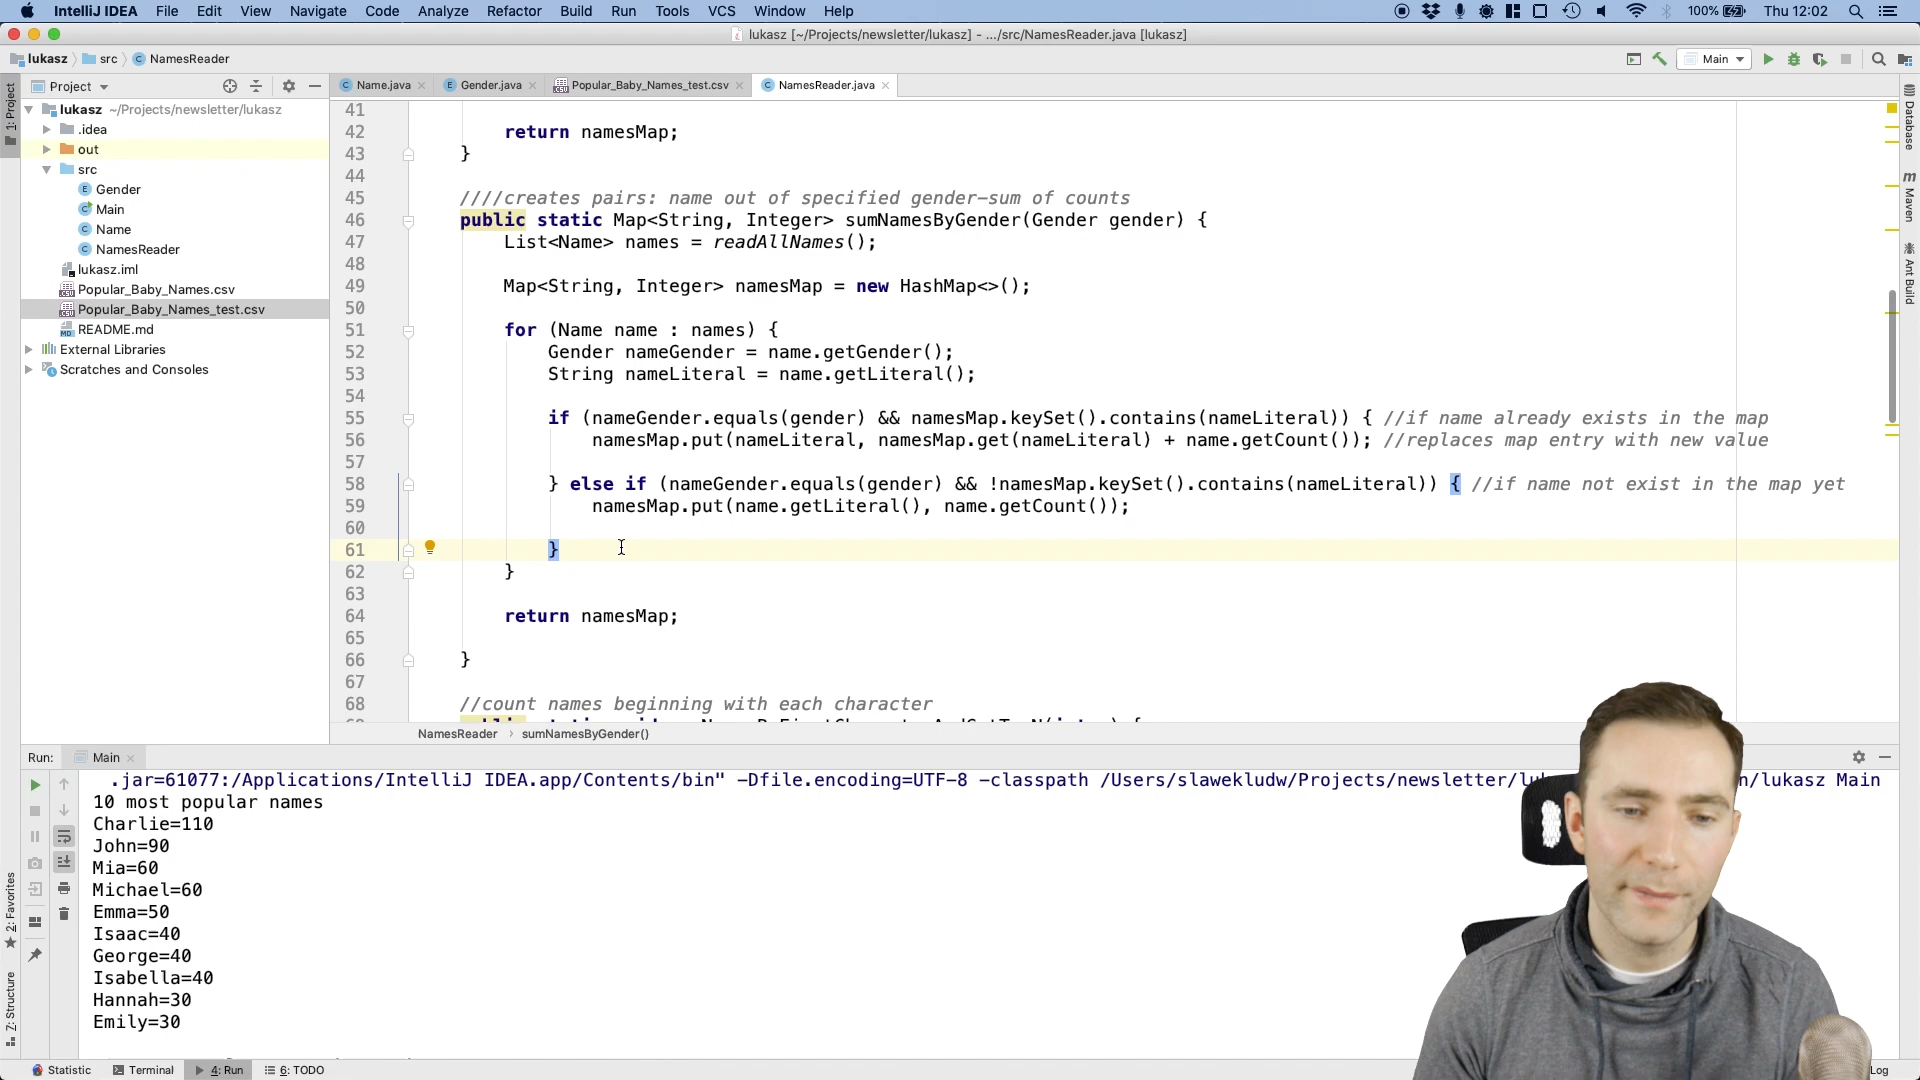 IntelliJ IDEA File Edit View Navigate Code Analyze Refactor Build Run Tools VCS Window Help 100% Thu 12:02
lukasz [~/Projects/newsletter/lukasz] - .../src/NamesReader.java [lukasz]
lukasz src NamesReader Main
Project Name.java Gender.java Popular_Baby_Names_test.csv NamesReader.java
1: Project
lukasz ~/Projects/newsletter/lukasz
.idea
out
src
Gender
Main
Name
NamesReader
lukasz.iml
Popular_Baby_Names.csv
Popular_Baby_Names_test.csv
README.md
External Libraries
Scratches and Consoles
41
42 return namesMap;
43 }
44
45 ////creates pairs: name out of specified gender-sum of counts
46 public static Map<String, Integer> sumNamesByGender(Gender gender) {
47 List<Name> names = readAllNames();
48
49 Map<String, Integer> namesMap = new HashMap<>();
50
51 for (Name name : names) {
52 Gender nameGender = name.getGender();
53 String nameLiteral = name.getLiteral();
54
55 if (nameGender.equals(gender) && namesMap.keySet().contains(nameLiteral)) { //if name already exists in the map
56 namesMap.put(nameLiteral, namesMap.get(nameLiteral) + name.getCount()); //replaces map entry with new value
57
58 } else if (nameGender.equals(gender) && !namesMap.keySet().contains(nameLiteral)) { //if name not exist in the map yet
59 namesMap.put(name.getLiteral(), name.getCount());
60
61 }
62 }
63
64 return namesMap;
65
66 }
67
68 //count names beginning with each character
NamesReader sumNamesByGender()
Database
m Maven
Ant Build
Run: Main
.jar=61077:/Applications/IntelliJ IDEA.app/Contents/bin" -Dfile.encoding=UTF-8 -classpath /Users/slawekludw/Projects/newsletter/lu n/lukasz Main
10 most popular names
Charlie=110
John=90
Mia=60
Michael=60
Emma=50
Isaac=40
George=40
Isabella=40
Hannah=30
Emily=30
2: Favorites
Z: Structure
Statistic Terminal 4: Run 6: TODO Log